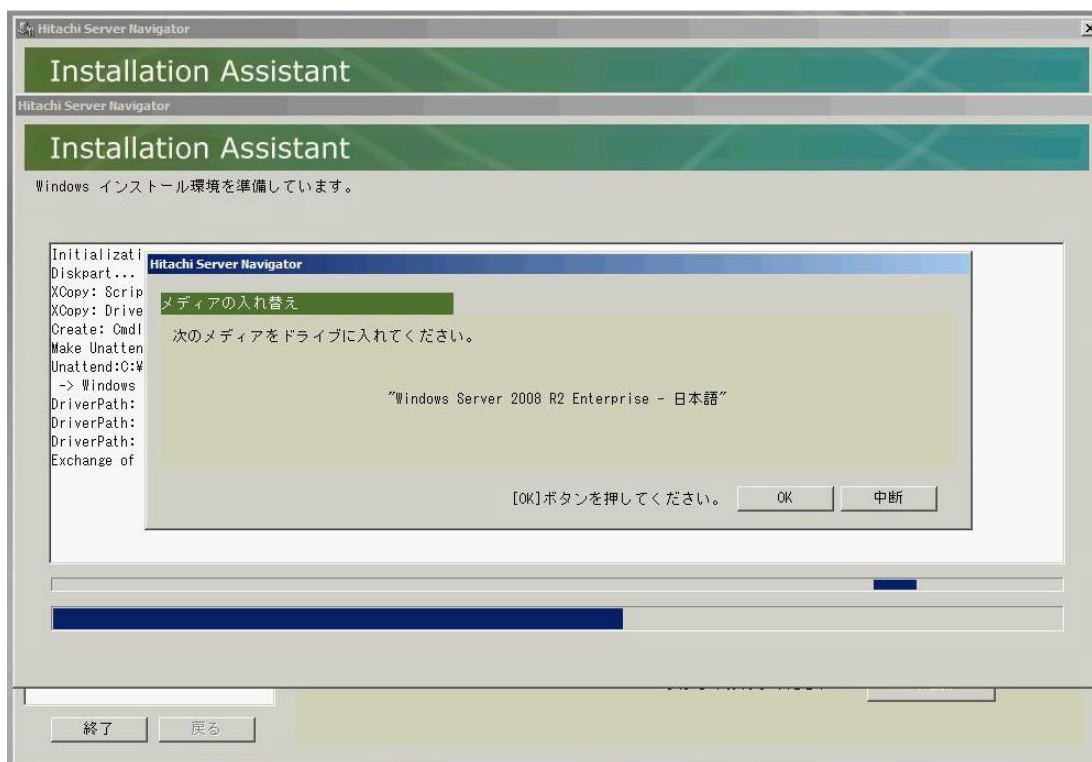 Hitachi Server Navigator
Installation Assistant
Hitachi Server Navigator
Installation Assistant
Windows インストール環境を準備しています。
Initializati
Diskpart...
XCopy: Scrip
XCopy: Drive
Create: Cmdl
Make Unatten
Unattend:C:¥
-> Windows
DriverPath:
DriverPath:
DriverPath:
Exchange of
Hitachi Server Navigator
メディアの入れ替え
次のメディアをドライブに入れてください。
"Windows Server 2008 R2 Enterprise - 日本語"
[OK]ボタンを押してください。 OK 中断
終了 戻る